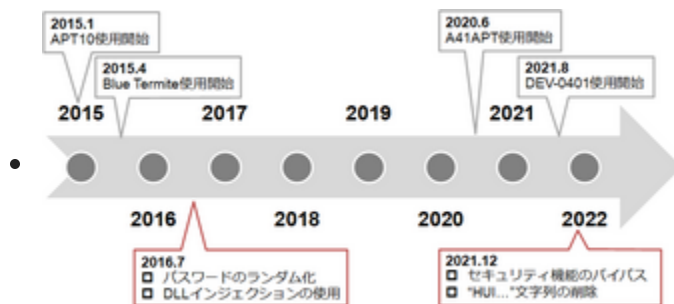 2015.1
APT10使用開始
2015.4
Blue Termite使用開始
2020.6
A41APT使用開始
2021.8
DEV-0401使用開始
2015
2017
2019
2021
2016
2018
2020
2022
2016.7
パスワードのランダム化
DLLインジェクションの使用
2021.12
セキュリティ機能のバイパス
"HUI..."文字列の削除